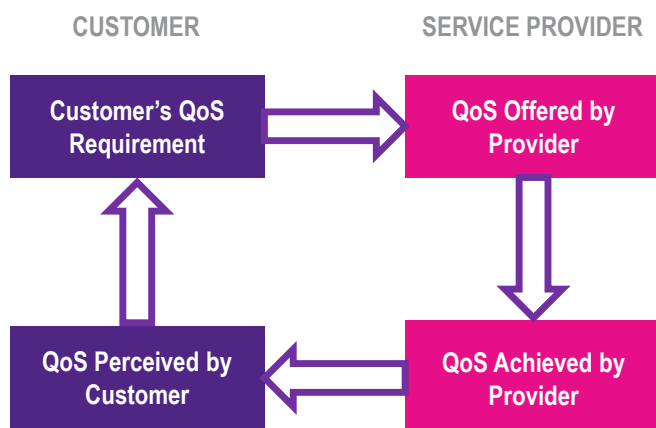 CUSTOMER
SERVICE PROVIDER
Customer's QoS
Requirement
QoS Offered by
Provider
QoS Perceived by
Customer
QoS Achieved by
Provider